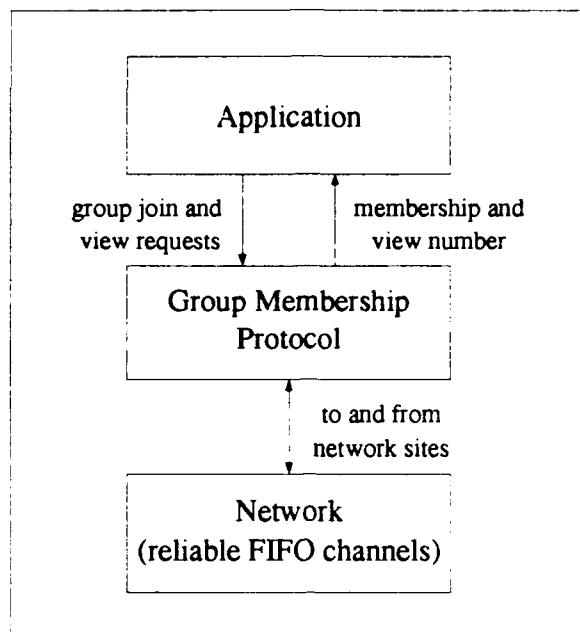 Application
group join and
view requests
membership and
view number
Group Membership
Protocol
to and from
network sites
Network
(reliable FIFO channels)